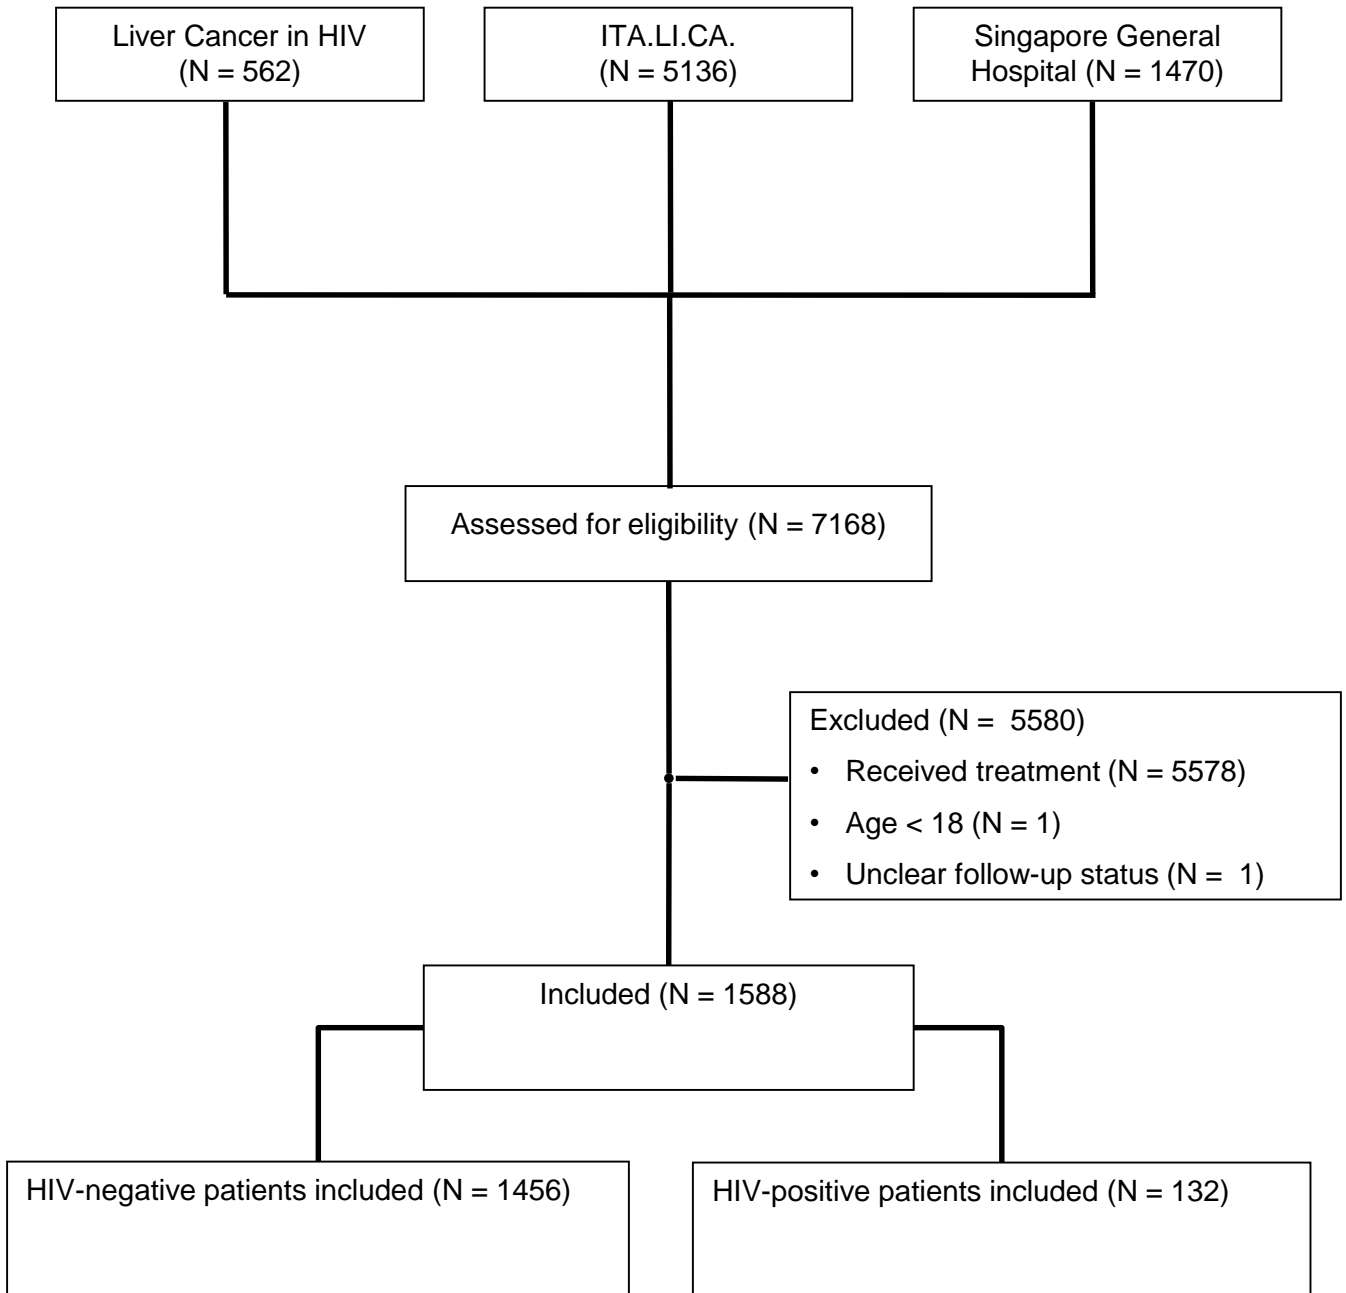 Liver Cancer in HIV
(N = 562)
ITA.LI.CA.
(N = 5136)
Singapore General
Hospital (N = 1470)
Assessed for eligibility (N = 7168)
Excluded (N =  5580)
• Received treatment (N = 5578)
• Age < 18 (N = 1)
• Unclear follow-up status (N =  1)
Included (N = 1588)
HIV-negative patients included (N = 1456)
HIV-positive patients included (N = 132)